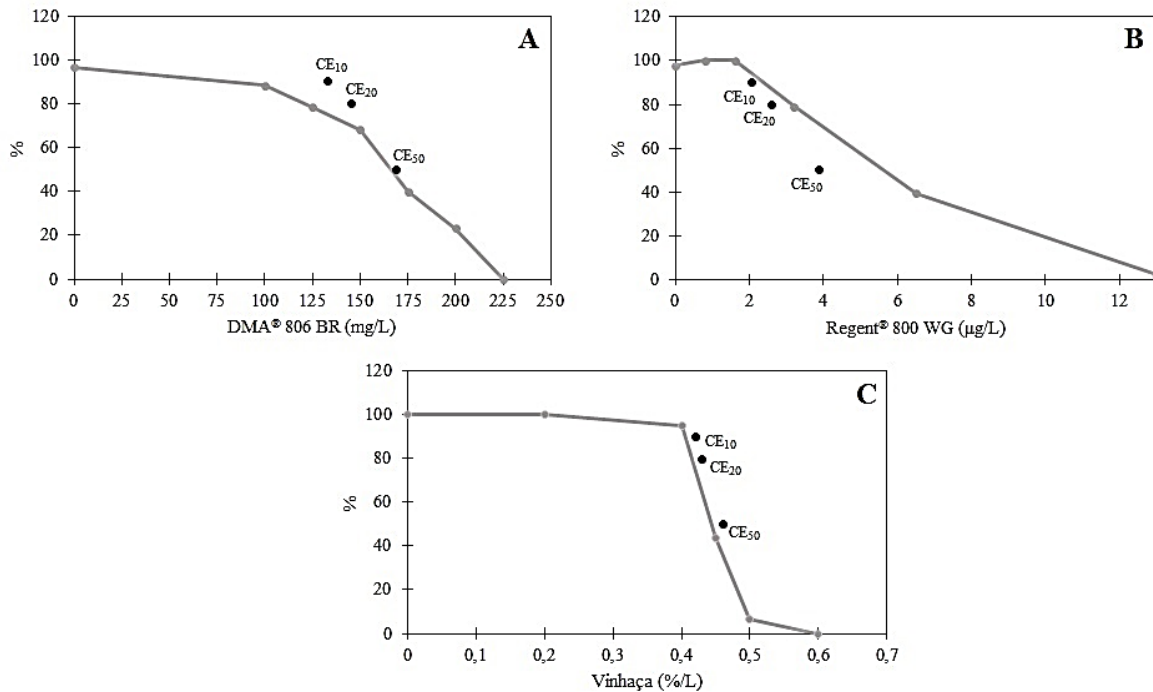 120
A
100
CE10
80
CE20
60
CE50
%
40
20
0
0 25 50 75 100 125 150 175 200 225 250
DMA® 806 BR (mg/L)
120
B
100
80
CE10
CE20
60
CE50
%
40
20
0
0 2 4 6 8 10 12
Regent® 800 WG (µg/L)
120
C
100
CE10
80
CE20
60
CE50
%
40
20
0
0 0,1 0,2 0,3 0,4 0,5 0,6 0,7
Vinhaça (%/L)